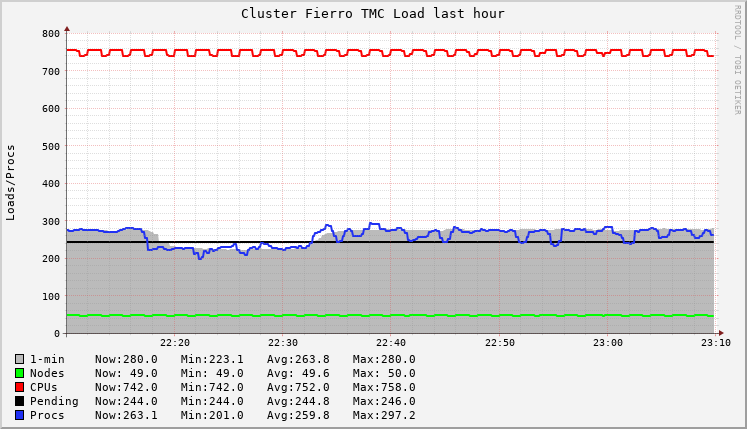 Cluster Fierro TMC Load last hour
RRDTOOL / TOBI OETIKER
Loads/Procs
800
700
600
500
400
300
200
100
0
22:20 22:30 22:40 22:50 23:00 23:10
1-min Now:280.0 Min:223.1 Avg:263.8 Max:280.0
Nodes Now: 49.0 Min: 49.0 Avg: 49.6 Max: 50.0
CPUs Now:742.0 Min:742.0 Avg:752.0 Max:758.0
Pending Now:244.0 Min:244.0 Avg:244.8 Max:246.0
Procs Now:263.1 Min:201.0 Avg:259.8 Max:297.2